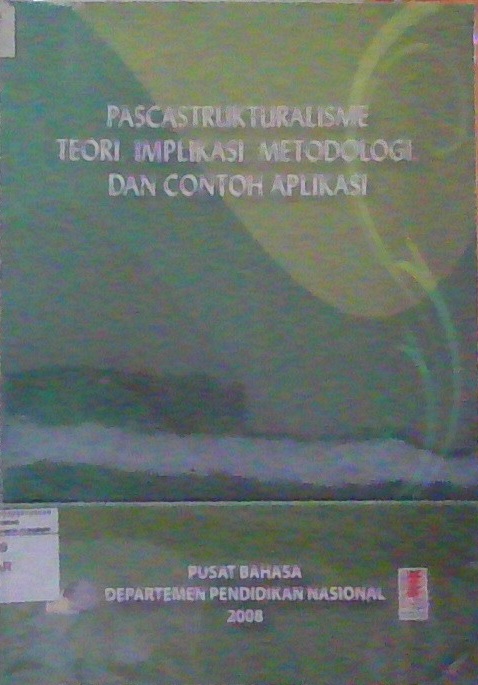 PASCASTRUKTURALISME
TEORI IMPLIKASI METODOLOGI
DAN CONTOH APLIKASI
PUSAT BAHASA
DEPARTEMEN PENDIDIKAN NASIONAL
2008